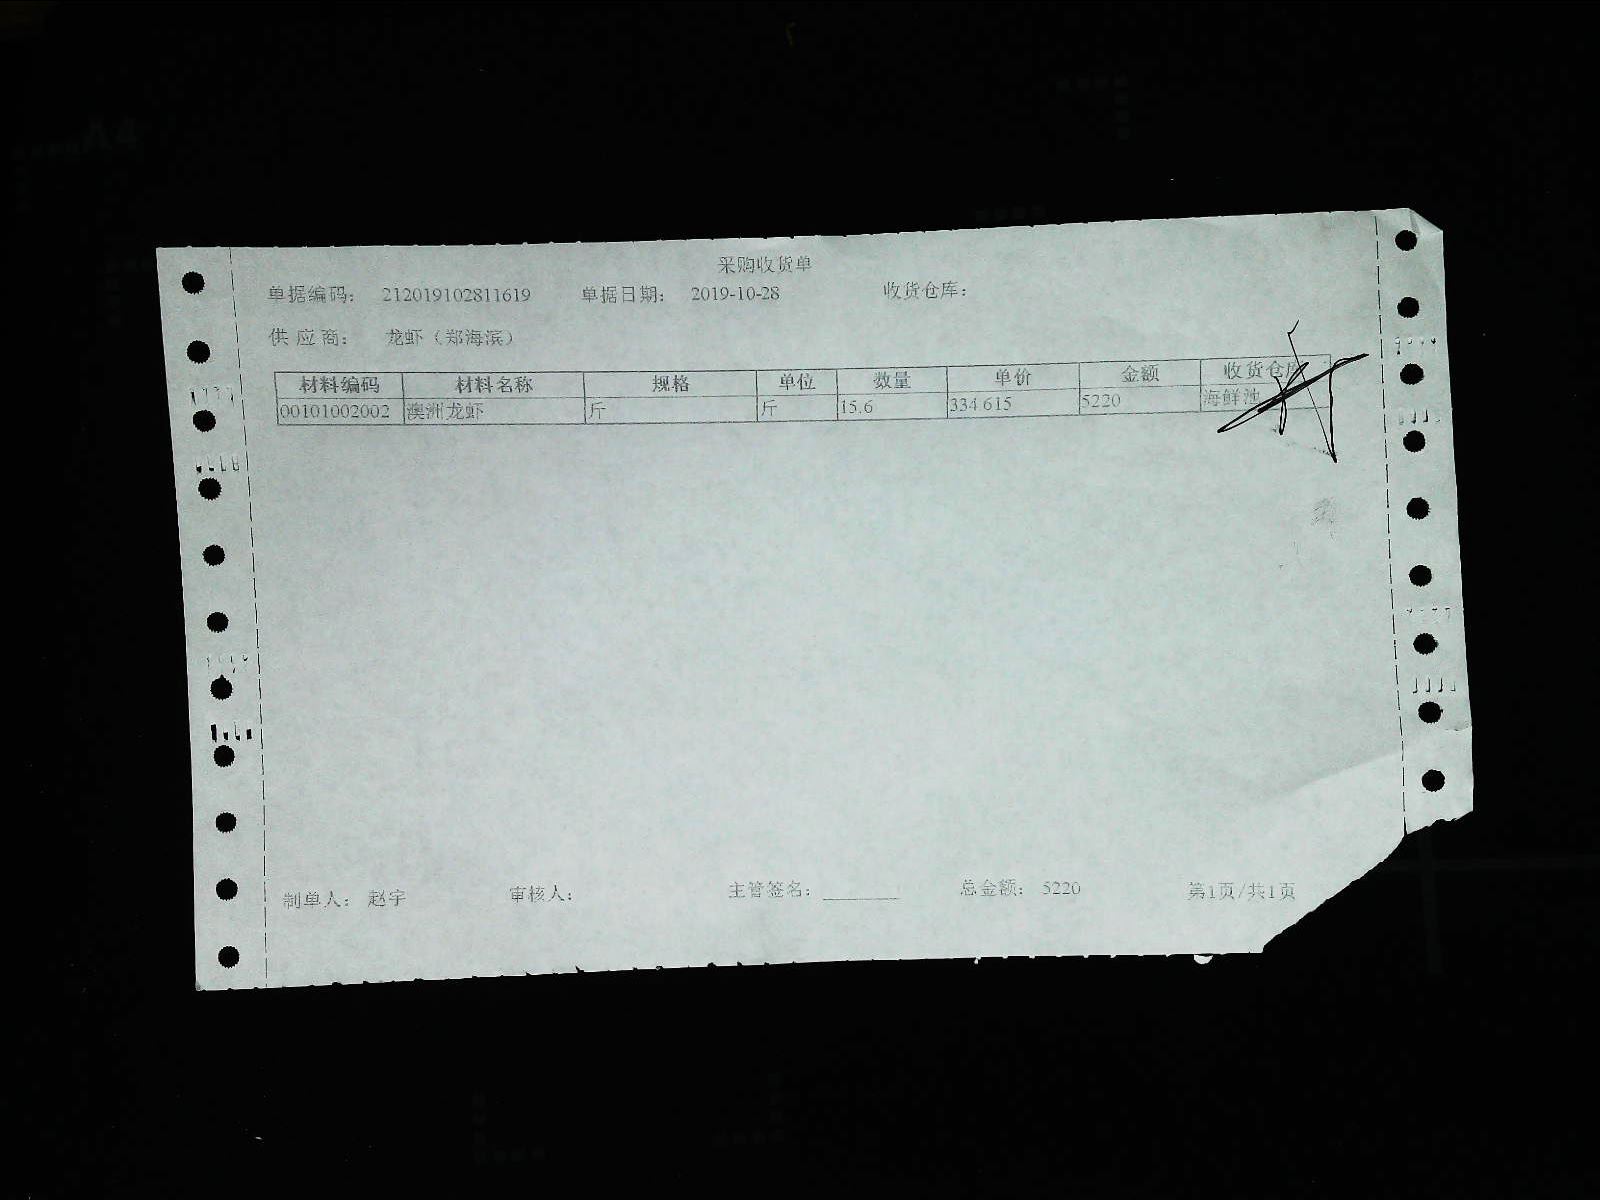 采购收货单
单据编码： 212019102811619 单据日期： 2019-10-28 收货仓库：
供 应 商： 龙虾（郑海滨）
材料编码 材料名称 规格 单位 数量 单价 金额 收货仓库
00101002002 澳洲龙虾 斤 斤 15.6 334.615 5220 海鲜池
制单人： 赵宇 审核人： 主管签名： 总金额： 5220 第1页/共1页